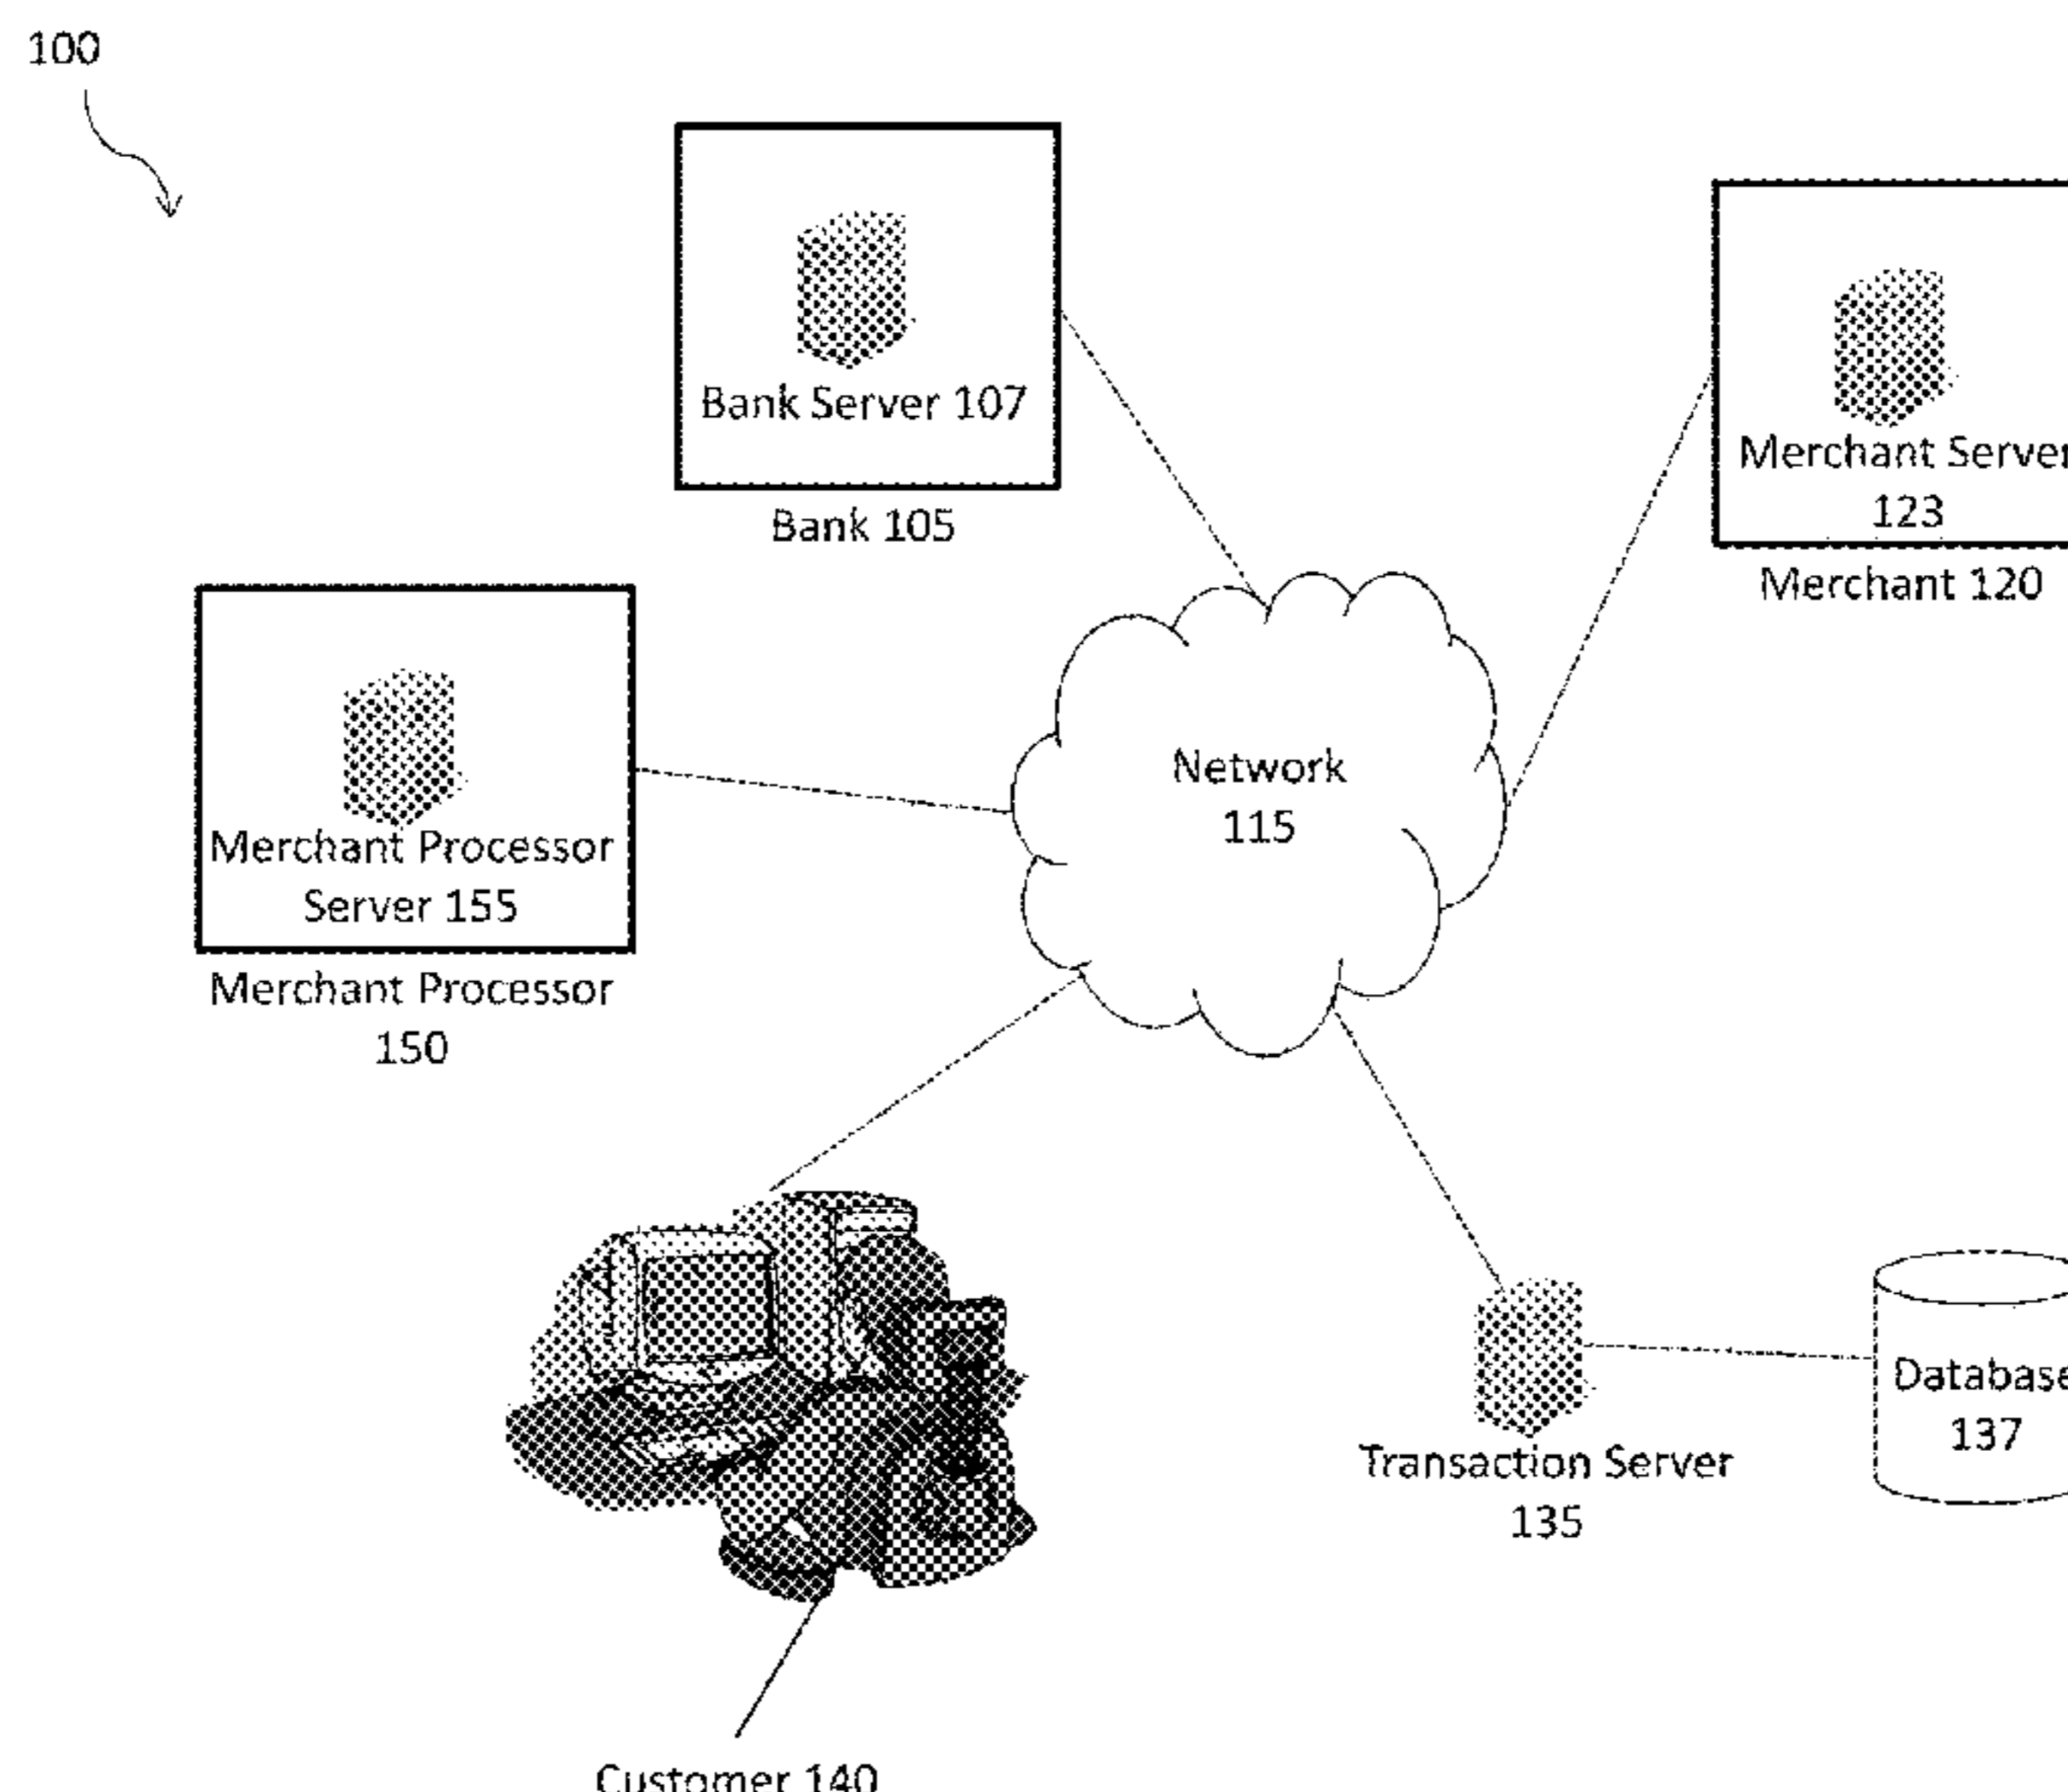 100
Bank Server 107
Bank 105
Merchant Server
123
Merchant 120
Network
115
Merchant Processor
Server 155
Merchant Processor
150
Transaction Server
135
Database
137
Customer 140